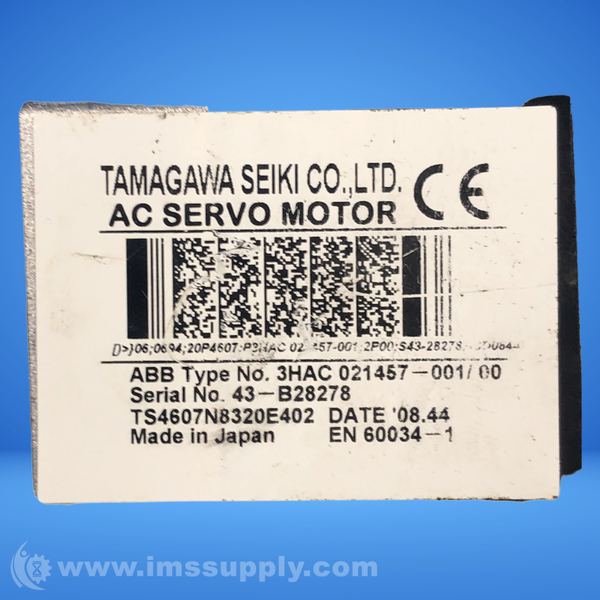 TAMAGAWA SEIKI CO.,LTD. CE
AC SERVO MOTOR
ABB Type No. 3HAC 021457-001/00
Serial No. 43-B28278
TS4607N8320E402 DATE '08.44
Made in Japan EN 60034-1
www.imssupply.com